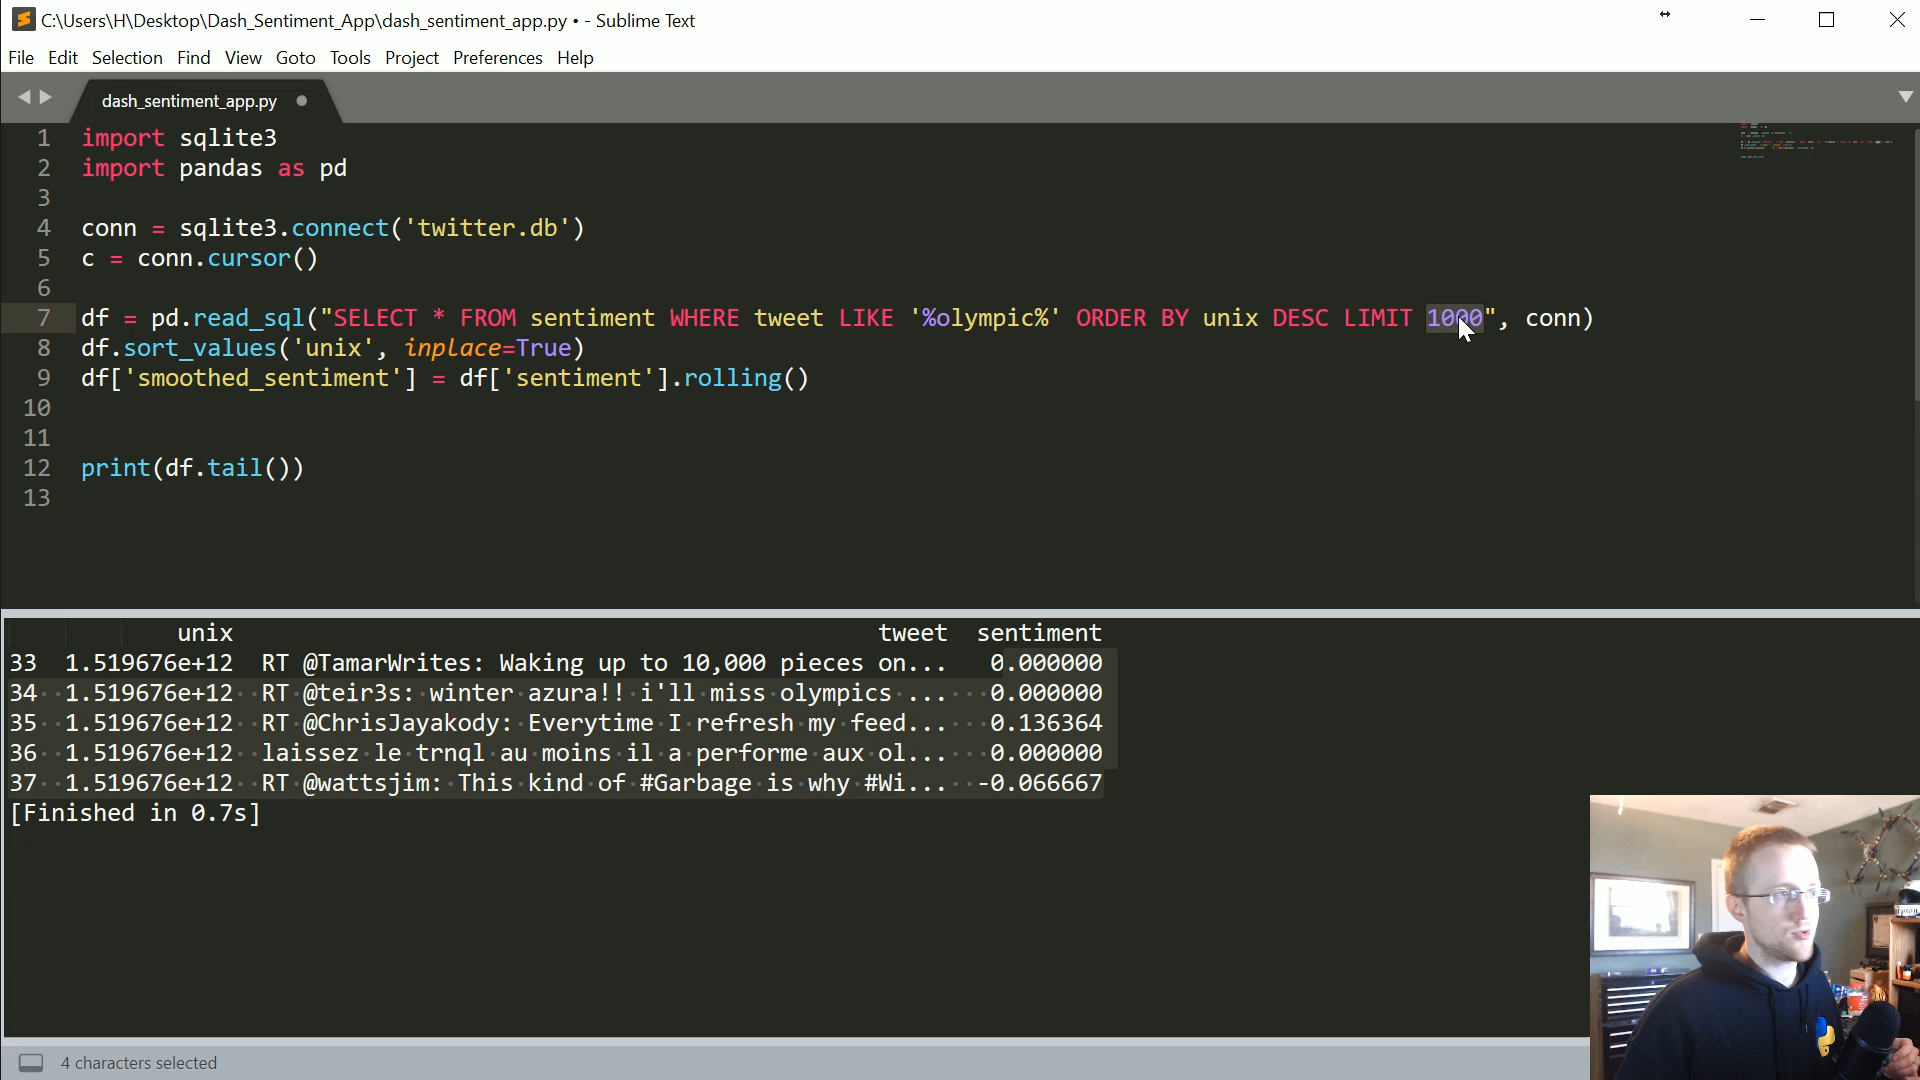 C:\Users\H\Desktop\Dash_Sentiment_App\dash_sentiment_app.py • - Sublime Text
File Edit Selection Find View Goto Tools Project Preferences Help
dash_sentiment_app.py
1 import sqlite3
2 import pandas as pd
3
4 conn = sqlite3.connect('twitter.db')
5 c = conn.cursor()
6
7 df = pd.read_sql("SELECT * FROM sentiment WHERE tweet LIKE '%olympic%' ORDER BY unix DESC LIMIT 1000", conn)
8 df.sort_values('unix', inplace=True)
9 df['smoothed_sentiment'] = df['sentiment'].rolling()
10
11
12 print(df.tail())
13
unix tweet sentiment
33 1.519676e+12 RT @TamarWrites: Waking up to 10,000 pieces on... 0.000000
34 1.519676e+12 RT @teir3s: winter azura!! i'll miss olympics ... 0.000000
35 1.519676e+12 RT @ChrisJayakody: Everytime I refresh my feed... 0.136364
36 1.519676e+12 laissez le trnql au moins il a performe aux ol... 0.000000
37 1.519676e+12 RT @wattsjim: This kind of #Garbage is why #Wi... -0.066667
[Finished in 0.7s]
4 characters selected